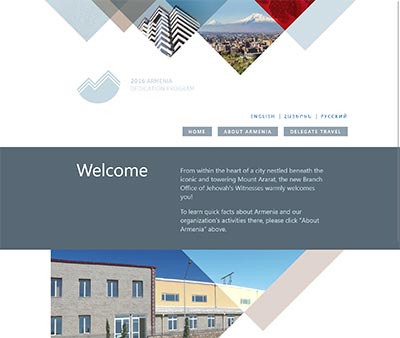 2016 ARMENIA
DEDICATION PROGRAM
ENGLISH | ՀԱՅԵՐԵՆ | РУССКИЙ
HOME ABOUT ARMENIA DELEGATE TRAVEL
Welcome
From within the heart of a city nestled beneath the
iconic and towering Mount Ararat, the new Branch
Office of Jehovah's Witnesses warmly welcomes
you!
To learn quick facts about Armenia and our
organization's activities there, please click "About
Armenia" above.